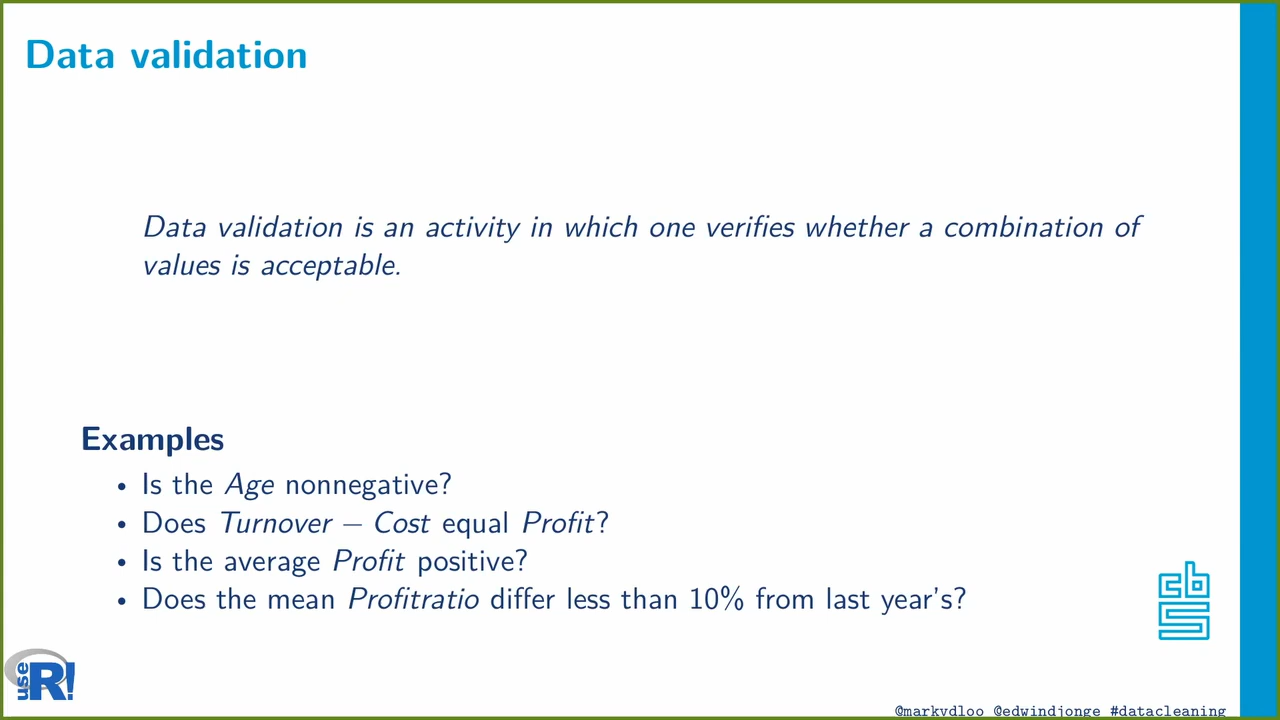 Data validation
Data validation is an activity in which one verifies whether a combination of
values is acceptable.
Examples
• Is the Age nonnegative?
• Does Turnover − Cost equal Profit?
• Is the average Profit positive?
• Does the mean Profitratio differ less than 10% from last year's?
cbs
useR!
@markvdloo @edwindjonge #datacleaning